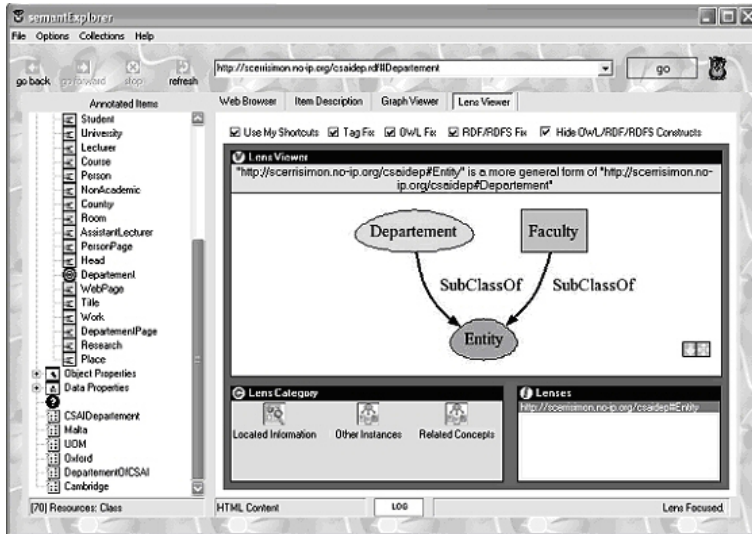 semantExplorer
File Options Collections Help
go back go forward stop refresh
http://scerrisimon.no-ip.org/csaidep.rdf#Departement
go
Annotated Items
Web Browser Item Description Graph Viewer Lens Viewer
Student
University
Lecturer
Course
Person
NonAcademic
County
Room
AssistantLecturer
PersonPage
Head
Departement
WebPage
Title
Work
DepartementPage
Research
Place
Object Properties
Data Properties
CSAIDepartement
Malta
UOM
Oxford
DepartementOfCSAI
Cambridge
Use My Shortcuts Tag Fix OWL Fix RDF/RDFS Fix Hide OWL/RDF/RDFS Constructs
Lens Viewer
"http://scerrisimon.no-ip.org/csaidep#Entity" is a more general form of "http://scerrisimon.no-
ip.org/csaidep#Departement"
Departement Faculty
SubClassOf SubClassOf
Entity
Lens Category
Located Information Other Instances Related Concepts
Lenses
http://scerrisimon.no-ip.org/csaidep#Entity
[70] Resources: Class
HTML Content
LOG
Lens Focused